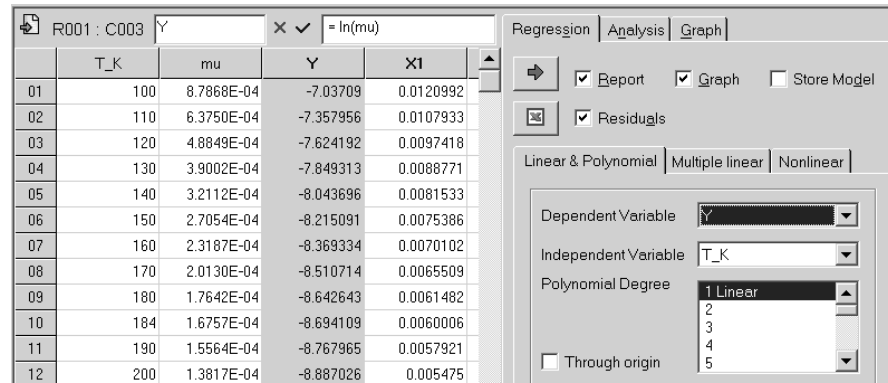 R001 : C003 Y = ln(mu)
T_K mu Y X1
01 100 8.7868E-04 -7.03709 0.0120992
02 110 6.3750E-04 -7.357956 0.0107933
03 120 4.8849E-04 -7.624192 0.0097418
04 130 3.9002E-04 -7.849313 0.0088771
05 140 3.2112E-04 -8.043696 0.0081533
06 150 2.7054E-04 -8.215091 0.0075386
07 160 2.3187E-04 -8.369334 0.0070102
08 170 2.0130E-04 -8.510714 0.0065509
09 180 1.7642E-04 -8.642643 0.0061482
10 184 1.6757E-04 -8.694109 0.0060006
11 190 1.5564E-04 -8.767965 0.0057921
12 200 1.3817E-04 -8.887026 0.005475
Regression Analysis Graph
Report Graph Store Model
Residuals
Linear & Polynomial Multiple linear Nonlinear
Dependent Variable Y
Independent Variable T_K
Polynomial Degree
1 Linear
2
3
4
5
Through origin